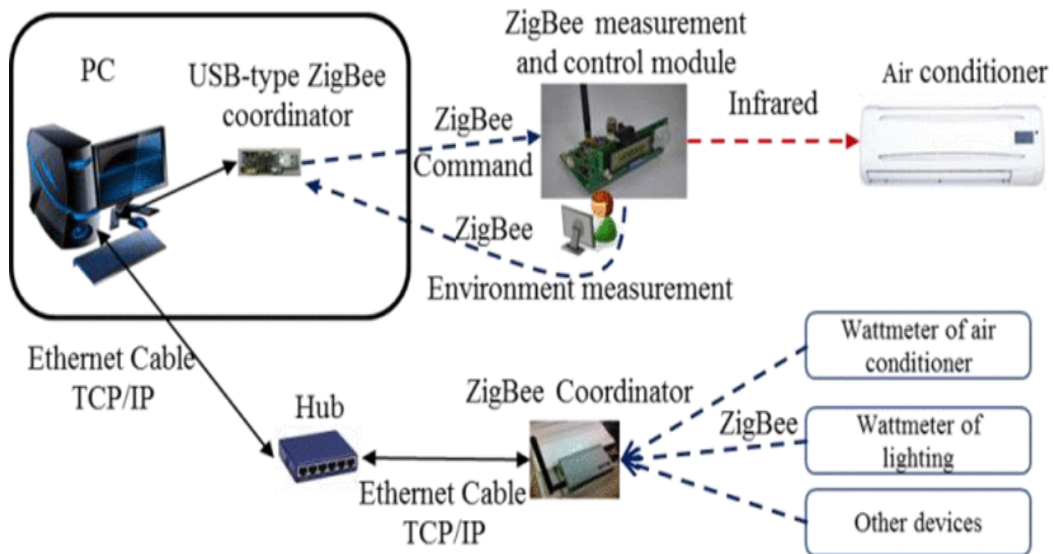 PC
USB-type ZigBee
coordinator
ZigBee measurement
and control module
Air conditioner
ZigBee
Command
Infrared
ZigBee
Environment measurement
Ethernet Cable
TCP/IP
Hub
ZigBee Coordinator
Ethernet Cable
TCP/IP
ZigBee
Wattmeter of air
conditioner
Wattmeter of
lighting
Other devices